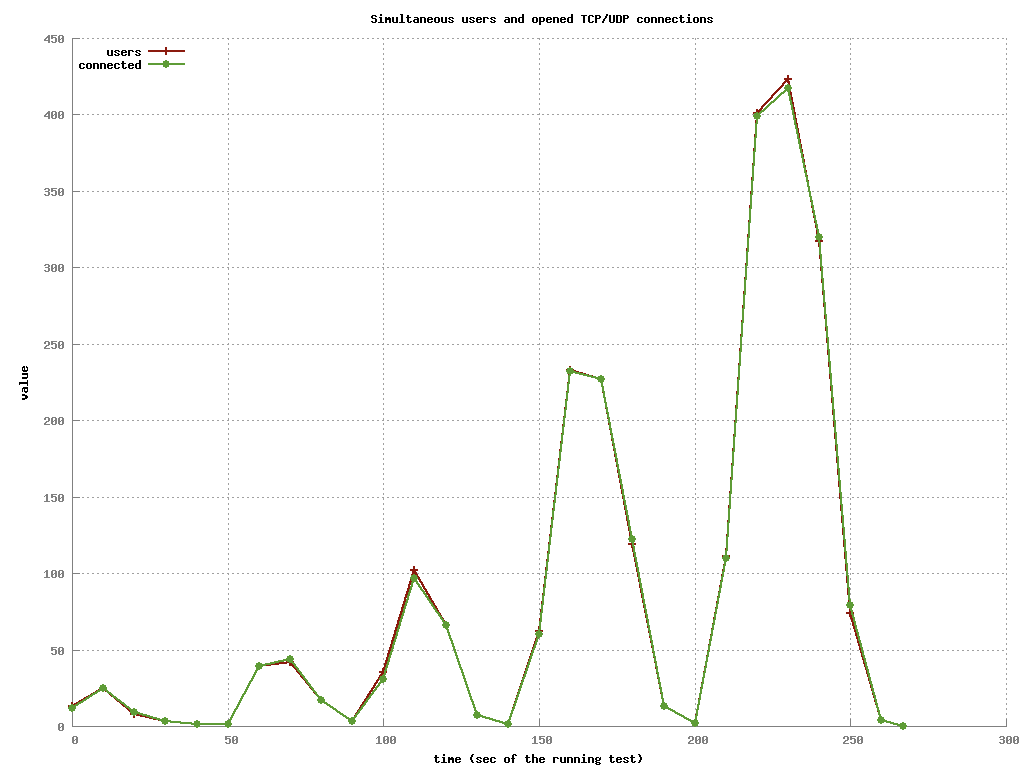 Simultaneous users and opened TCP/UDP connections
450
users
connected
400
350
300
250
value
200
150
100
50
0
0 50 100 150 200 250 300
time (sec of the running test)